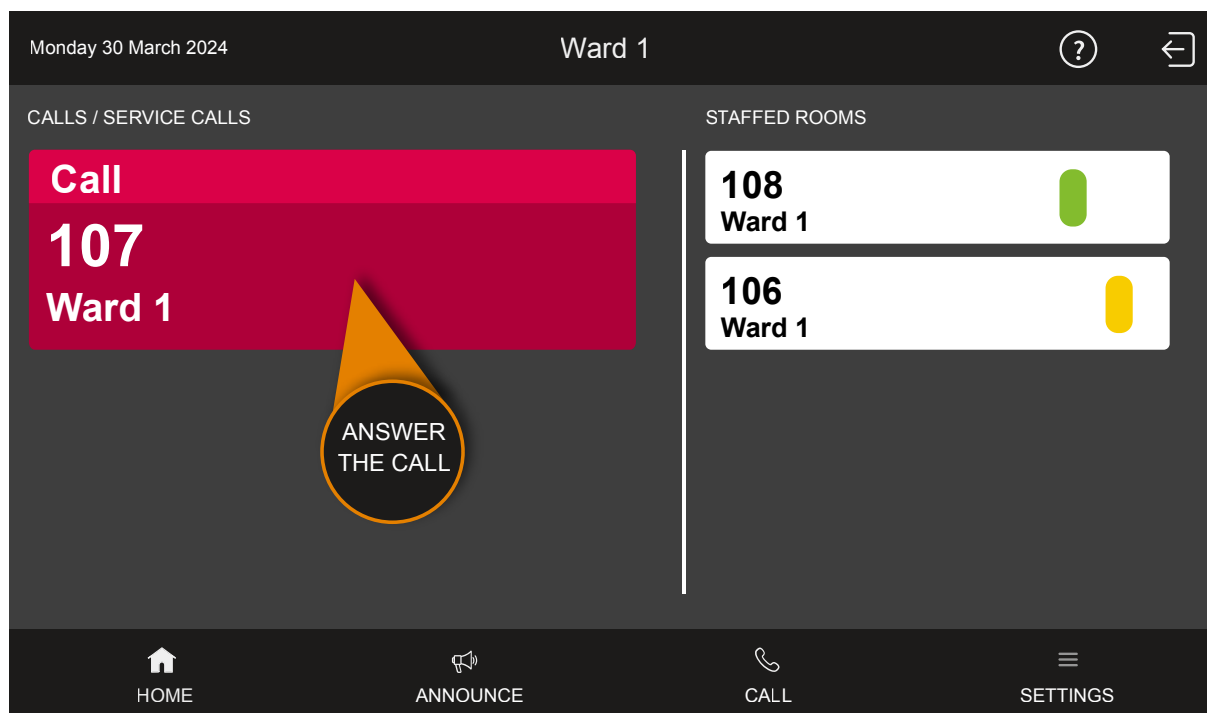 Monday 30 March 2024
Ward 1
?
CALLS / SERVICE CALLS
Call
107
Ward 1
ANSWER
THE CALL
STAFFED ROOMS
108
Ward 1
106
Ward 1
HOME
ANNOUNCE
CALL
SETTINGS